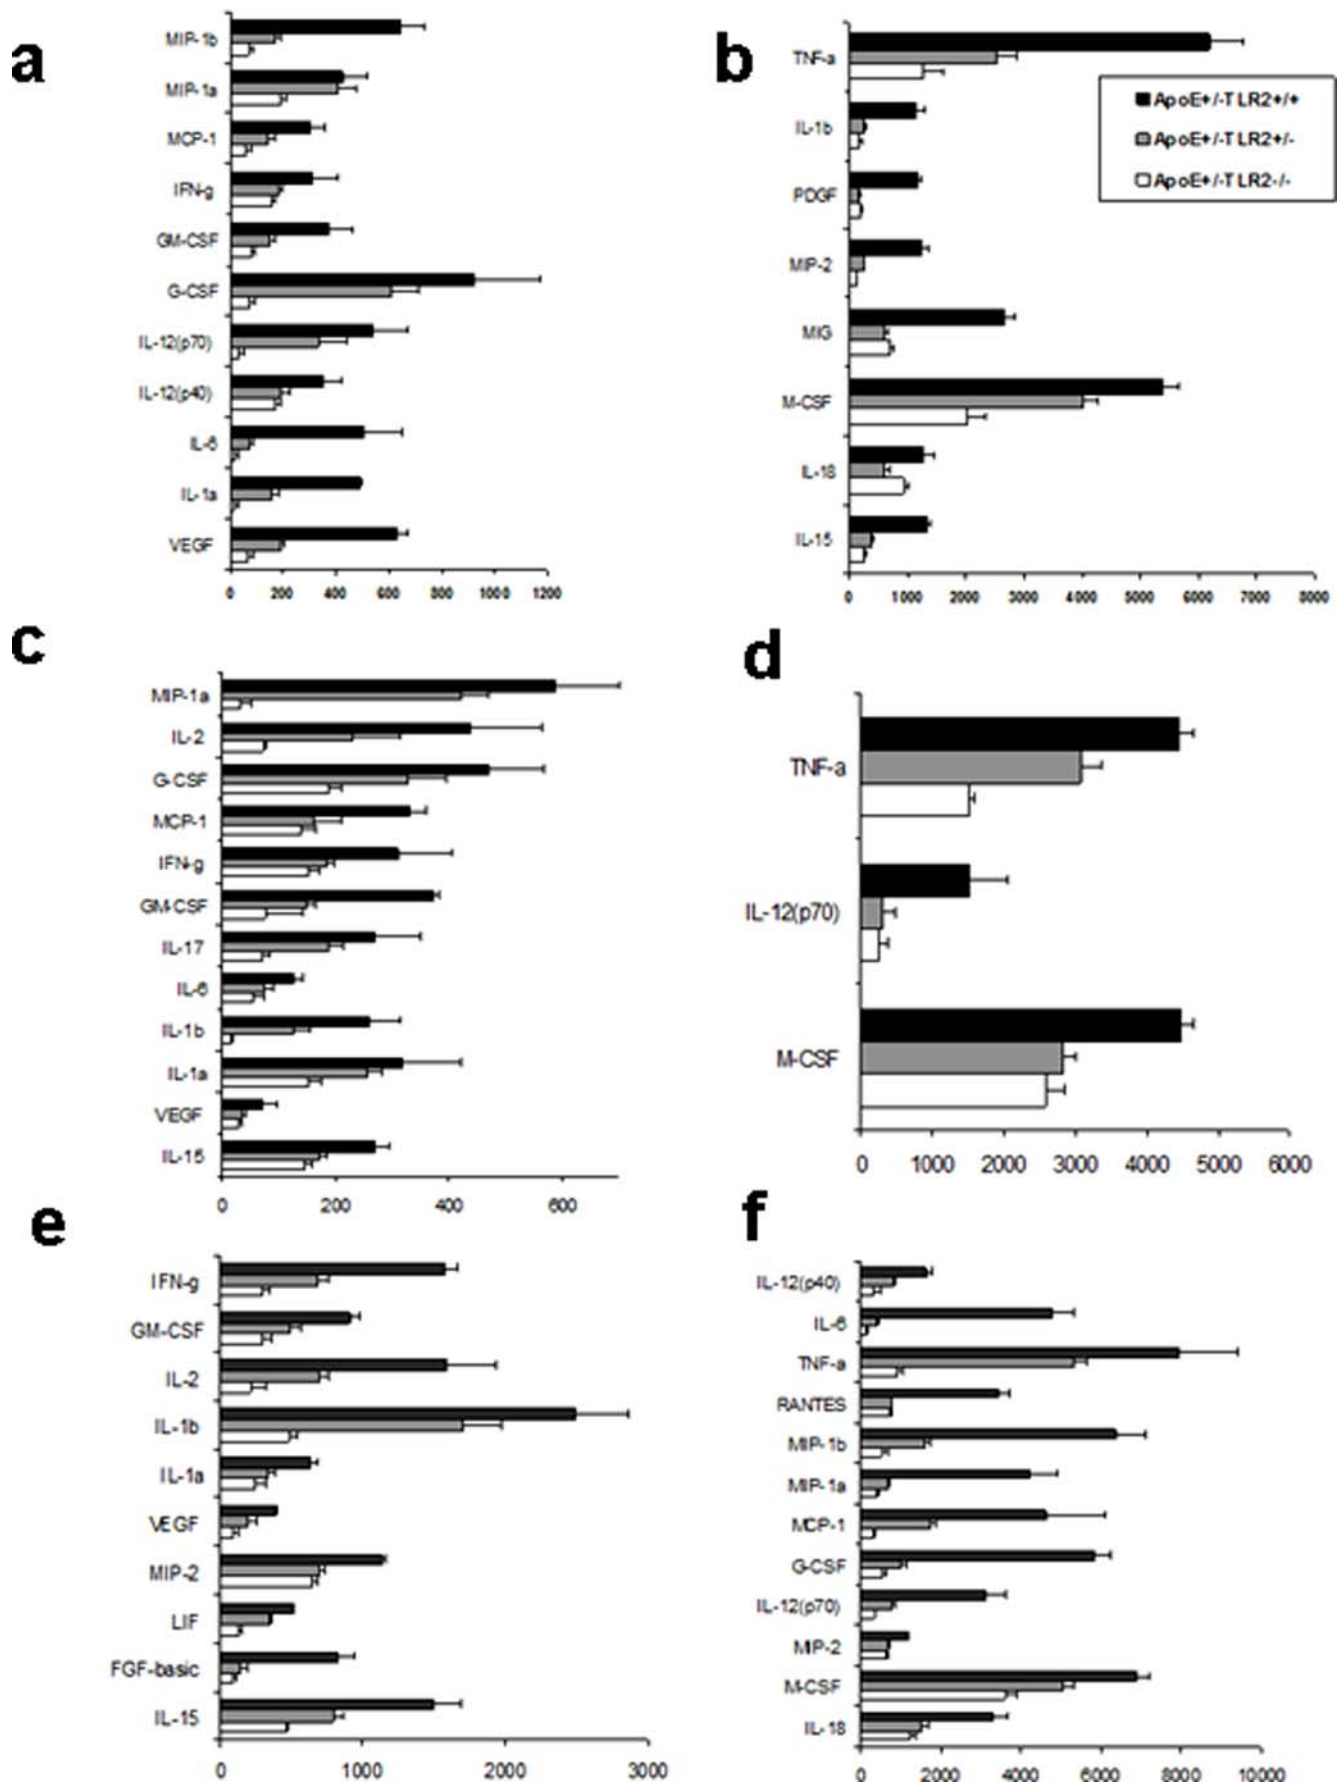 a
MIP-1b
MIP-1a
MCP-1
IFN-g
GM-CSF
G-CSF
IL-12(p70)
IL-12(p40)
IL-6
IL-1a
VEGF
0 200 400 600 800 1000 1200
b
TNF-a
IL-1b
PDGF
MIP-2
MIG
M-CSF
IL-18
IL-15
0 1000 2000 3000 4000 5000 6000 7000 8000
ApoE+/-TLR2+/+
ApoE+/-TLR2+/-
ApoE+/-TLR2-/-
c
MIP-1a
IL-2
G-CSF
MCP-1
IFN-g
GM-CSF
IL-17
IL-6
IL-1b
IL-1a
VEGF
IL-15
0 200 400 600
d
TNF-a
IL-12(p70)
M-CSF
0 1000 2000 3000 4000 5000 6000
e
IFN-g
GM-CSF
IL-2
IL-1b
IL-1a
VEGF
MIP-2
LIF
FGF-basic
IL-15
0 1000 2000 3000
f
IL-12(p40)
IL-6
TNF-a
RANTES
MIP-1b
MIP-1a
MCP-1
G-CSF
IL-12(p70)
MIP-2
M-CSF
IL-18
0 2000 4000 6000 8000 10000